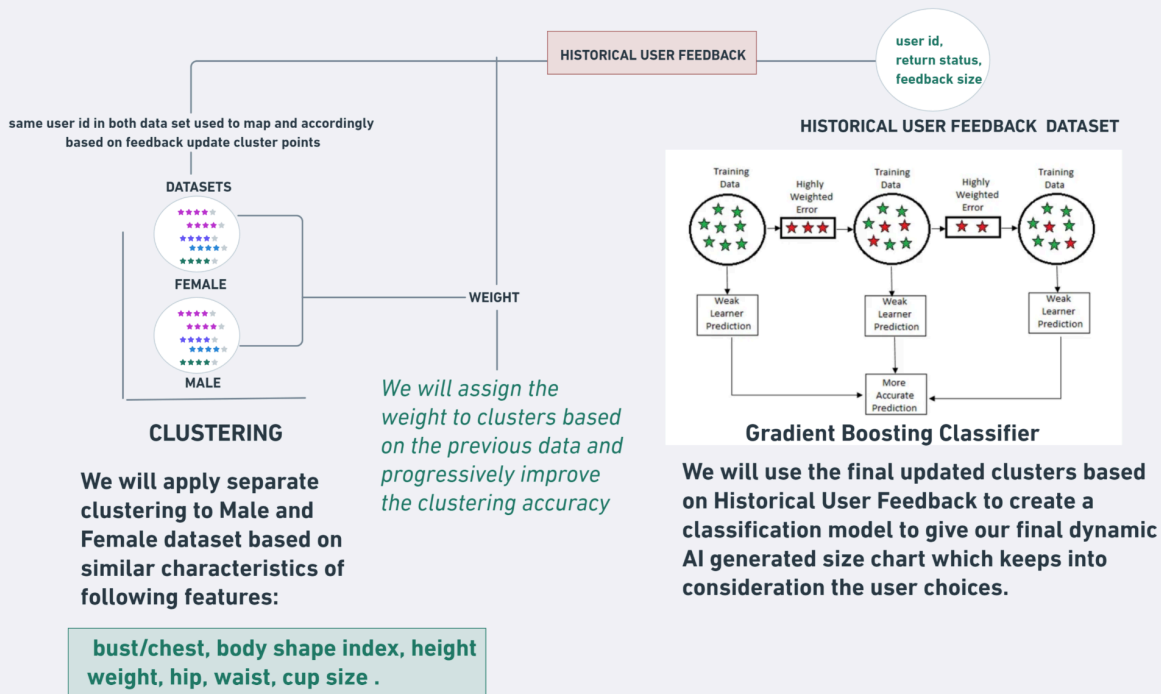 HISTORICAL USER FEEDBACK
user id,
return status,
feedback size
HISTORICAL USER FEEDBACK DATASET
same user id in both data set used to map and accordingly
based on feedback update cluster points
DATASETS
FEMALE
MALE
WEIGHT
CLUSTERING
We will apply separate
clustering to Male and
Female dataset based on
similar characteristics of
following features:
bust/chest, body shape index, height
weight, hip, waist, cup size .
We will assign the
weight to clusters based
on the previous data and
progressively improve
the clustering accuracy
Training
Data
Highly
Weighted
Error
Training
Data
Highly
Weighted
Error
Training
Data
Weak
Learner
Prediction
Weak
Learner
Prediction
Weak
Learner
Prediction
More
Accurate
Prediction
Gradient Boosting Classifier
We will use the final updated clusters based
on Historical User Feedback to create a
classification model to give our final dynamic
AI generated size chart which keeps into
consideration the user choices.